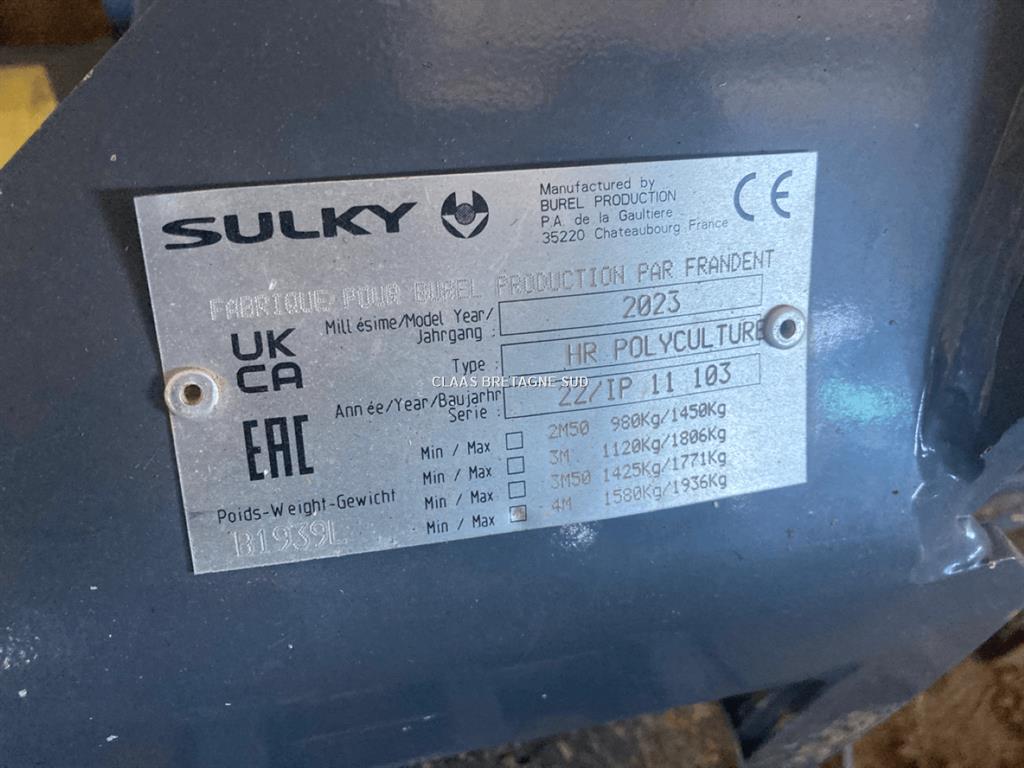 SULKY
Manufactured by
BUREL PRODUCTION
P.A. de la Gaultiere
35220 Chateaubourg France
CE
FABRIQUE POUR BUREL PRODUCTION PAR FRANDENT
UK
CA
Millésime/Model Year/
Jahrgang :
2023
Type :
HR POLYCULTURE
CLAAS BRETAGNE SUD
Année/Year/Baujarhr
Serie :
22/IP 11 103
EAC
Min / Max 2M50 980Kg/1450Kg
Min / Max 3M 1120Kg/1806Kg
Min / Max 3M50 1425Kg/1771Kg
Poids-Weight-Gewicht
Min / Max 4M 1580Kg/1936Kg
B1939L